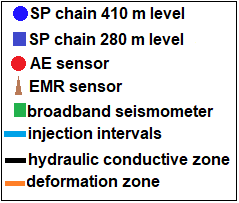 SP chain 410 m level
SP chain 280 m level
AE sensor
EMR sensor
broadband seismometer
injection intervals
hydraulic conductive zone
deformation zone